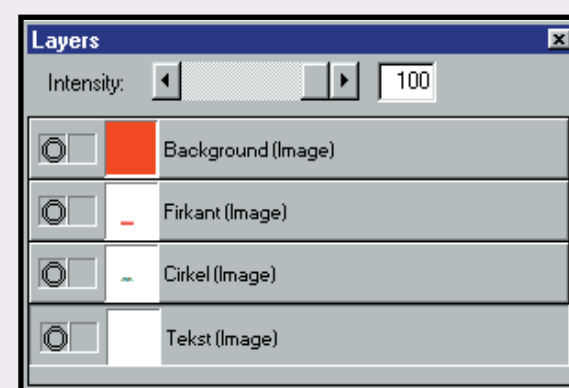 Layers
Intensity: 100
Background (Image)
Firkant (Image)
Cirkel (Image)
Tekst (Image)